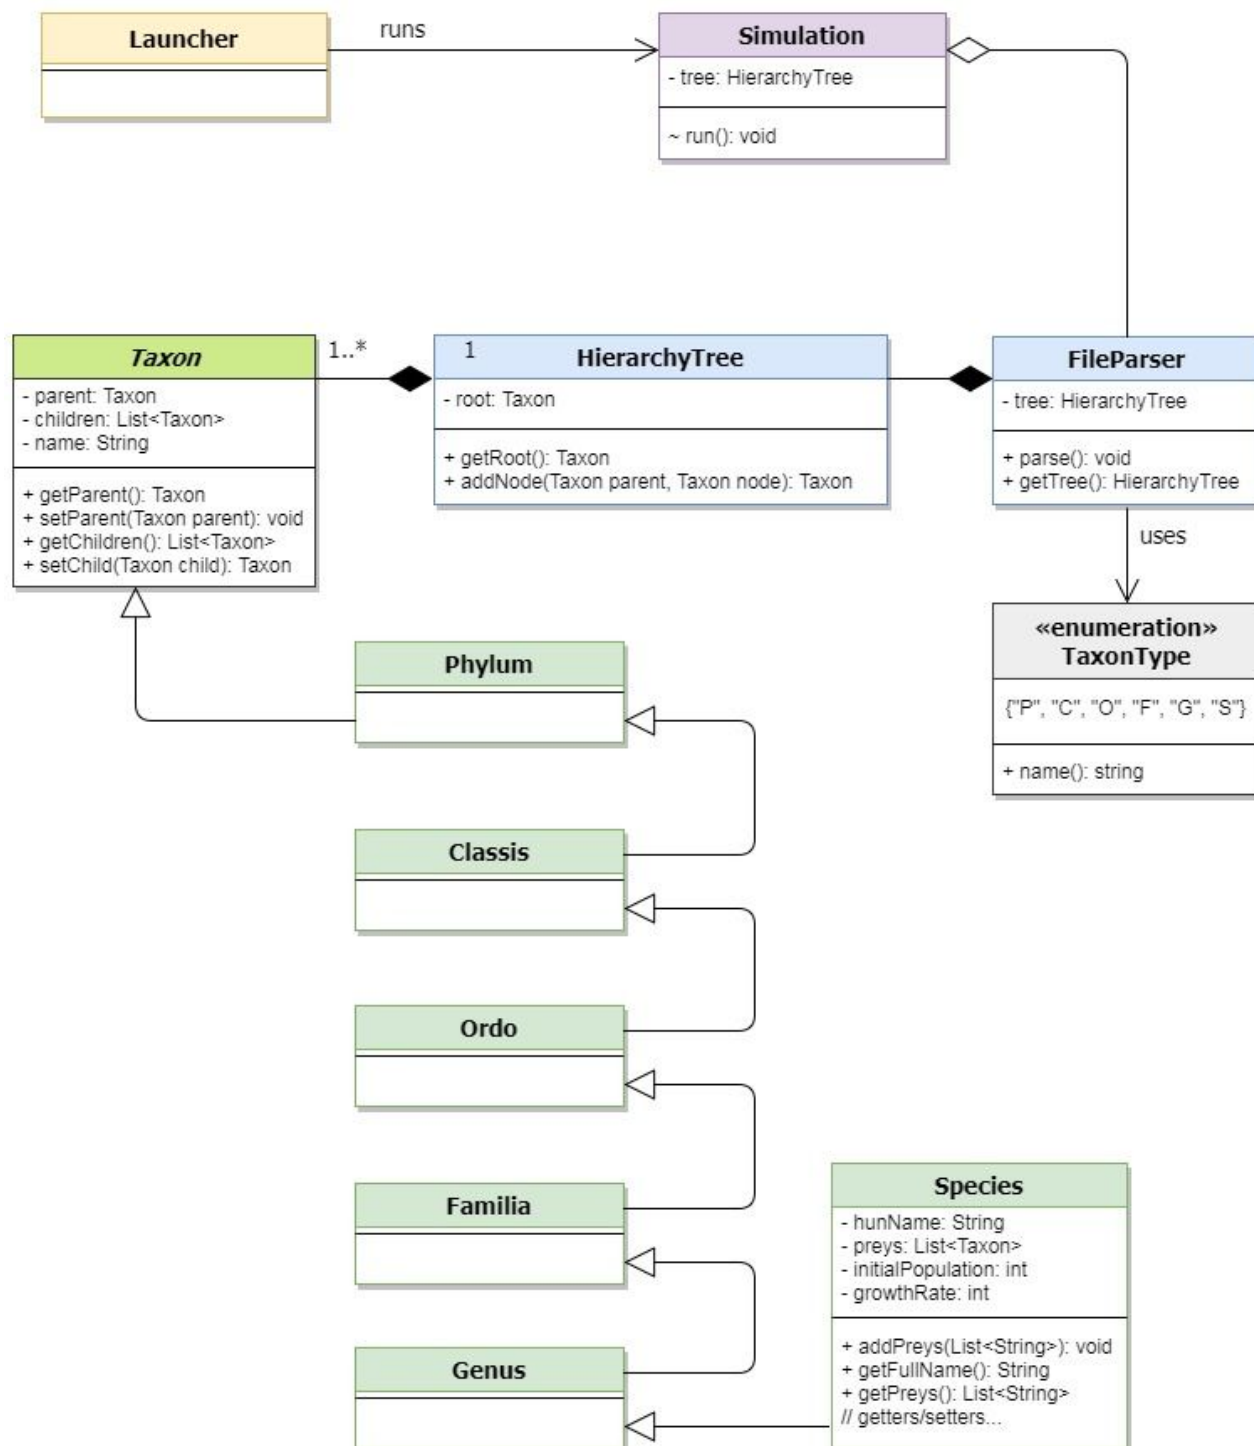 Launcher
runs
Simulation
- tree: HierarchyTree
~ run(): void
Taxon
- parent: Taxon
- children: List<Taxon>
- name: String
+ getParent(): Taxon
+ setParent(Taxon parent): void
+ getChildren(): List<Taxon>
+ setChild(Taxon child): Taxon
1..*
1
HierarchyTree
- root: Taxon
+ getRoot(): Taxon
+ addNode(Taxon parent, Taxon node): Taxon
FileParser
- tree: HierarchyTree
+ parse(): void
+ getTree(): HierarchyTree
uses
«enumeration»
TaxonType
{"P", "C", "O", "F", "G", "S"}
+ name(): string
Phylum
Classis
Ordo
Familia
Genus
Species
- hunName: String
- preys: List<Taxon>
- initialPopulation: int
- growthRate: int
+ addPreys(List<String>): void
+ getFullName(): String
+ getPreys(): List<String>
// getters/setters...